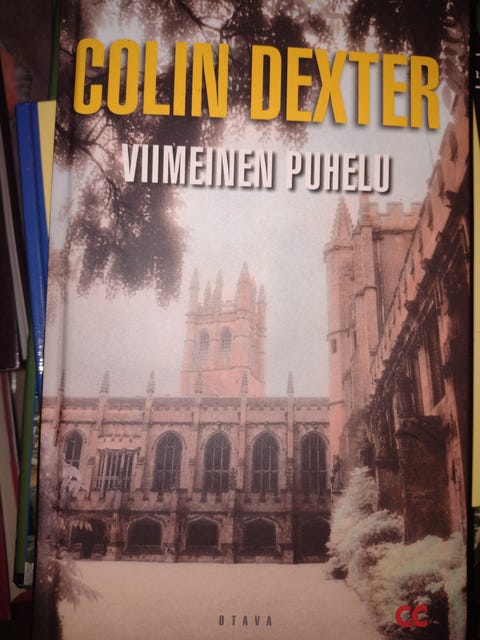 COLIN DEXTER
VIIMEINEN PUHELU
OTAVA
CC